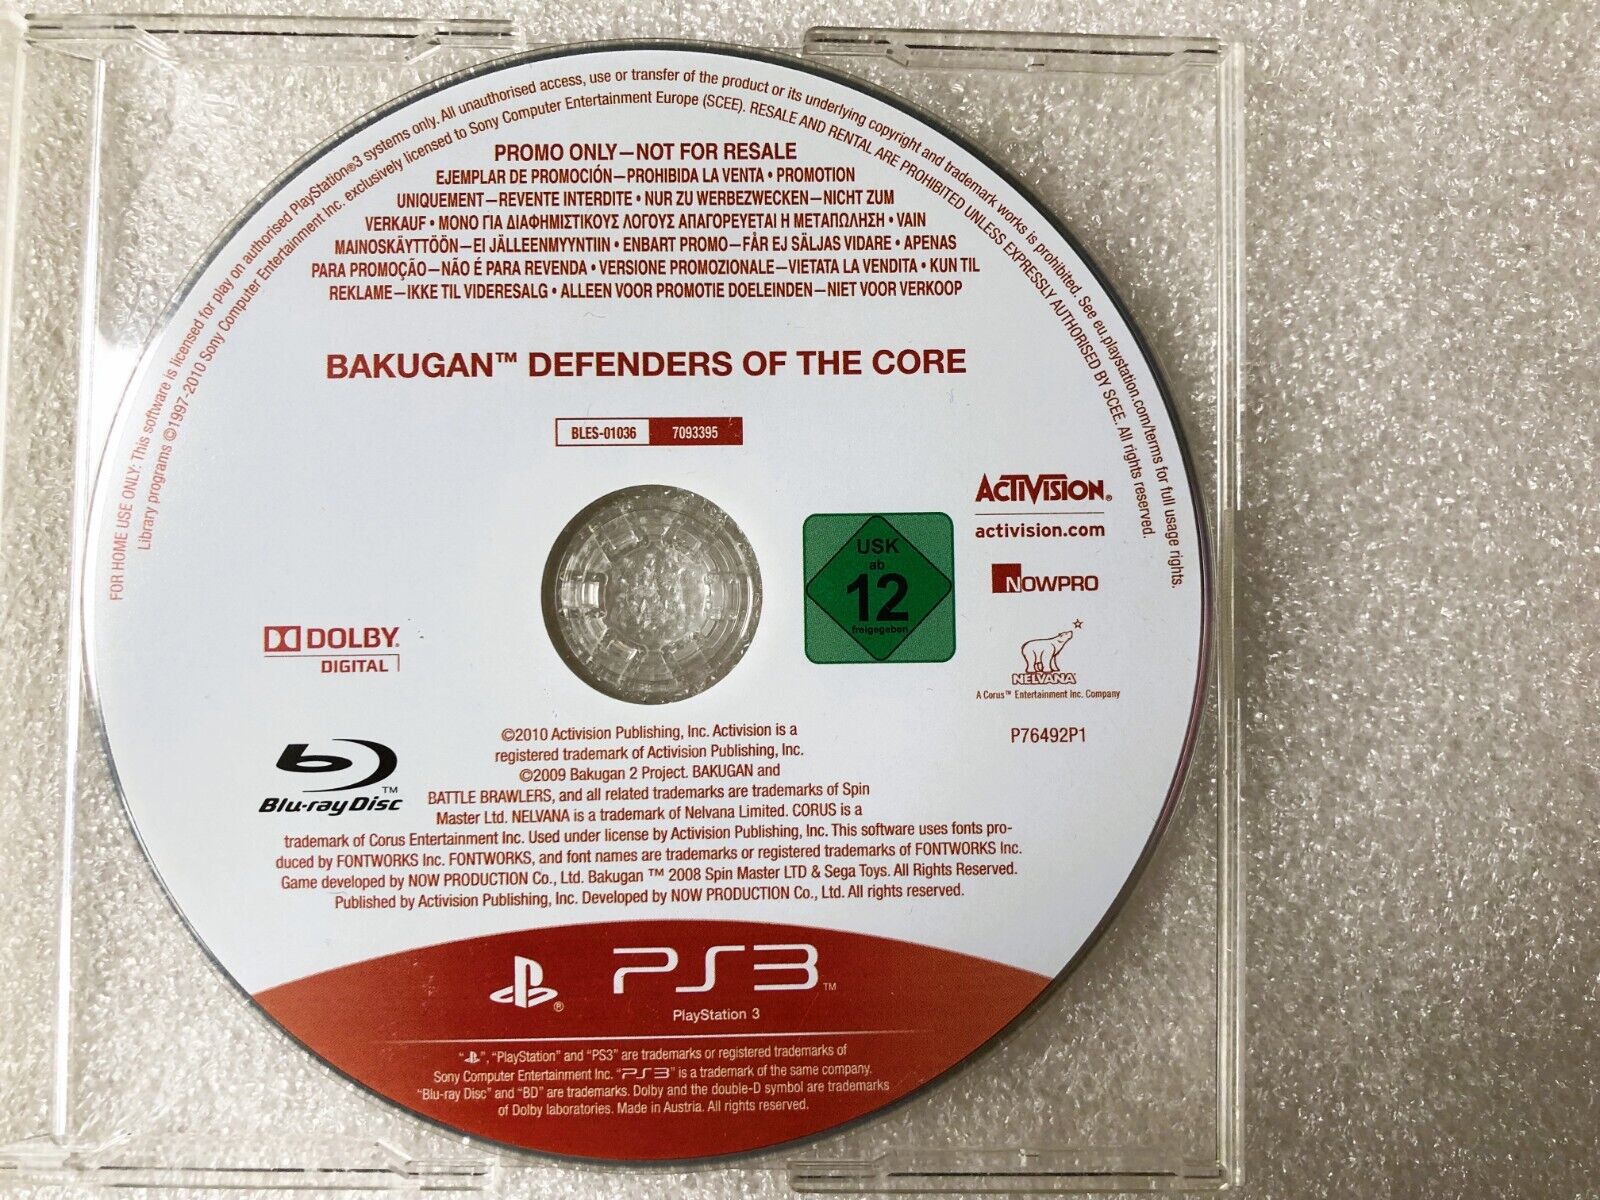 FOR HOME USE ONLY: This software is licensed for play on authorised PlayStation®3 systems only. All unauthorised access, use or transfer of the product or its underlying copyright and trademark works is prohibited. See eu.playstation.com/terms for full usage rights.
Library programs ©1997-2010 Sony Computer Entertainment Inc. exclusively licensed to Sony Computer Entertainment Europe (SCEE). RESALE AND RENTAL ARE PROHIBITED UNLESS EXPRESSLY AUTHORISED BY SCEE. All rights reserved.
PROMO ONLY—NOT FOR RESALE
EJEMPLAR DE PROMOCIÓN—PROHIBIDA LA VENTA • PROMOTION
UNIQUEMENT—REVENTE INTERDITE • NUR ZU WERBEZWECKEN—NICHT ZUM
VERKAUF • ΜΟΝΟ ΓΙΑ ΔΙΑΦΗΜΙΣΤΙΚΟΥΣ ΛΟΓΟΥΣ ΑΠΑΓΟΡΕΥΕΤΑΙ Η ΜΕΤΑΠΩΛΗΣΗ • VAIN
MAINOSKÄYTTÖÖN—EI JÄLLEENMYYNTIIN • ENBART PROMO—FÅR EJ SÄLJAS VIDARE • APENAS
PARA PROMOÇÃO—NÃO É PARA REVENDA • VERSIONE PROMOZIONALE—VIETATA LA VENDITA • KUN TIL
REKLAME—IKKE TIL VIDERESALG • ALLEEN VOOR PROMOTIE DOELEINDEN—NIET VOOR VERKOOP
BAKUGAN™ DEFENDERS OF THE CORE
BLES-01036 7093395
ACTIVISION®
activision.com
USK
ab
12
freigegeben
NOWPRO
NELVANA
A Corus™ Entertainment Inc. Company
P76492P1
DOLBY®
DIGITAL
Blu-ray Disc™
©2010 Activision Publishing, Inc. Activision is a
registered trademark of Activision Publishing, Inc.
©2009 Bakugan 2 Project. BAKUGAN and
BATTLE BRAWLERS, and all related trademarks are trademarks of Spin
Master Ltd. NELVANA is a trademark of Nelvana Limited. CORUS is a
trademark of Corus Entertainment Inc. Used under license by Activision Publishing, Inc. This software uses fonts pro-
duced by FONTWORKS Inc. FONTWORKS, and font names are trademarks or registered trademarks of FONTWORKS Inc.
Game developed by NOW PRODUCTION Co., Ltd. Bakugan ™ 2008 Spin Master LTD & Sega Toys. All Rights Reserved.
Published by Activision Publishing, Inc. Developed by NOW PRODUCTION Co., Ltd. All rights reserved.
® PS3™
PlayStation 3
"", "PlayStation" and "PS3" are trademarks or registered trademarks of
Sony Computer Entertainment Inc. "PS3" is a trademark of the same company.
"Blu-ray Disc" and "BD" are trademarks. Dolby and the double-D symbol are trademarks
of Dolby laboratories. Made in Austria. All rights reserved.